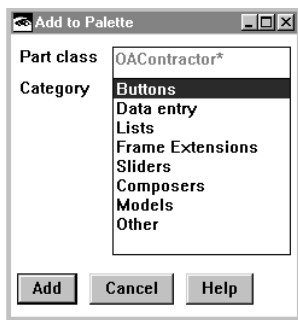 Add to Palette
Part class OAContractor*
Category Buttons
Data entry
Lists
Frame Extensions
Sliders
Composers
Models
Other
Add Cancel Help